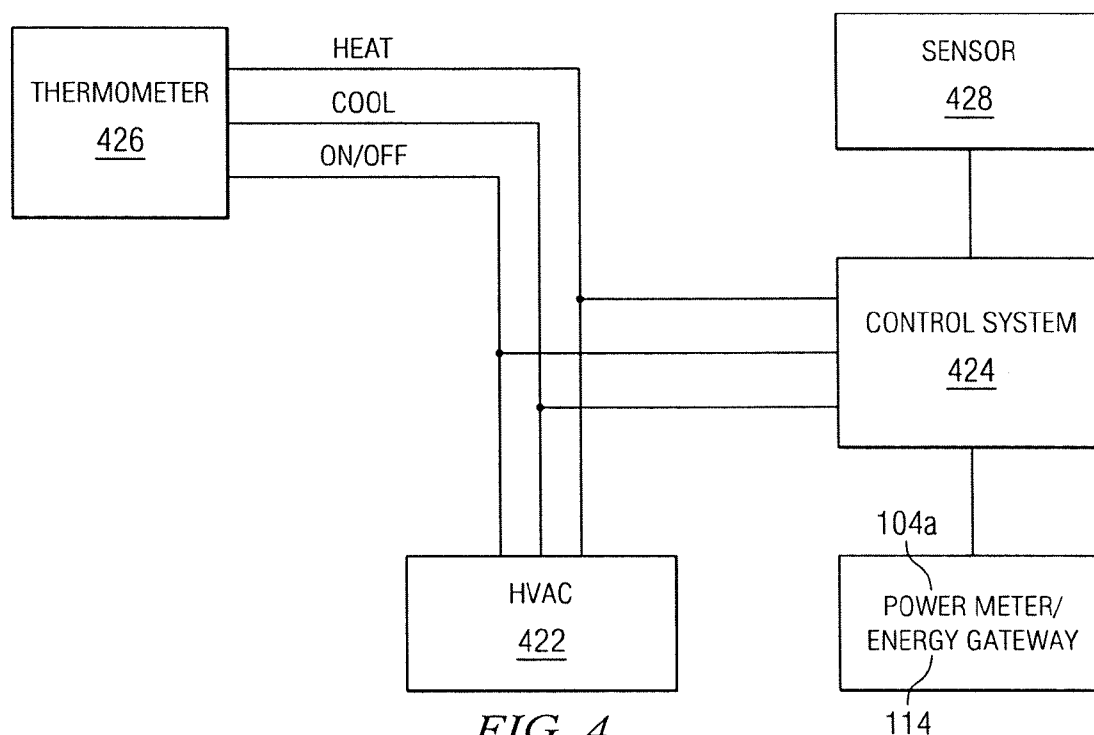 THERMOMETER
426
HEAT
COOL
ON/OFF
SENSOR
428
CONTROL SYSTEM
424
HVAC
422
104a
POWER METER/
ENERGY GATEWAY
114
FIG. 4